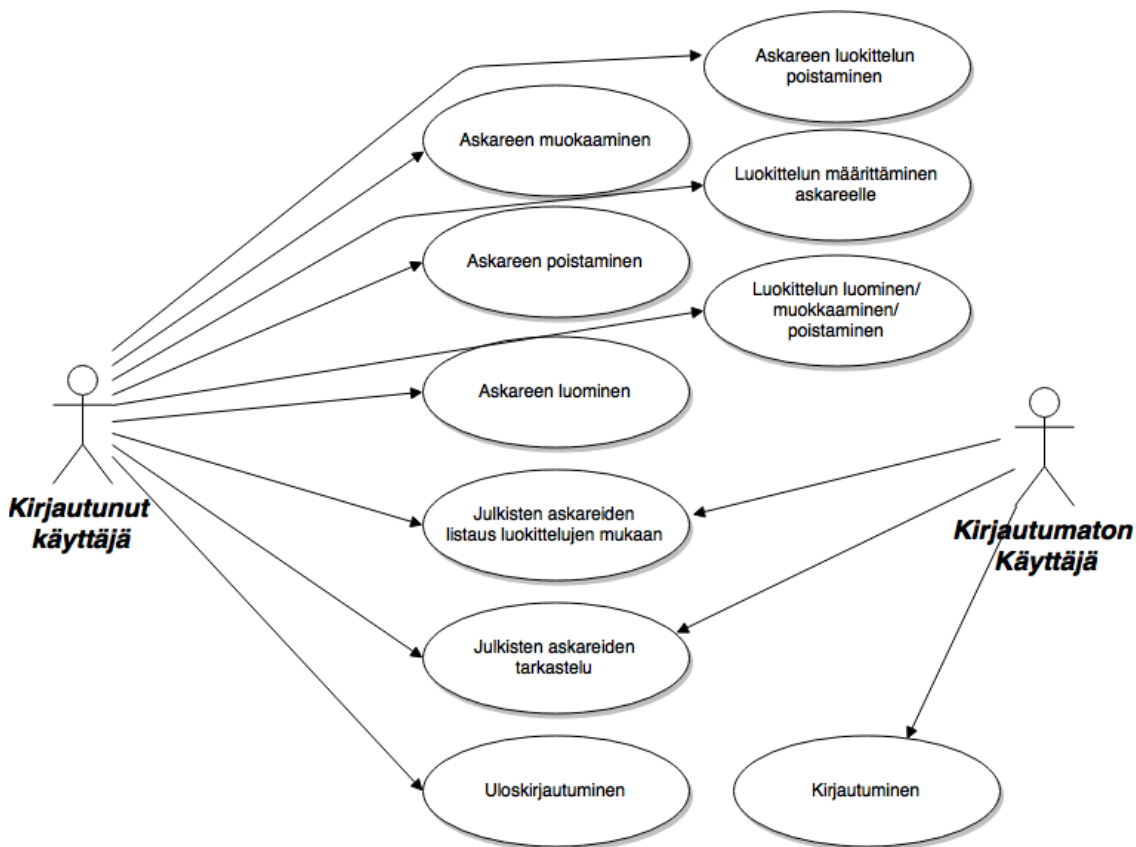 Askareen luokittelun
poistaminen
Askareen muokaaminen
Luokittelun määrittäminen
askareelle
Askareen poistaminen
Luokittelun luominen/
muokkaaminen/
poistaminen
Askareen luominen
Kirjautunut
käyttäjä
Julkisten askareiden
listaus luokittelujen mukaan
Kirjautumaton
Käyttäjä
Julkisten askareiden
tarkastelu
Uloskirjautuminen
Kirjautuminen